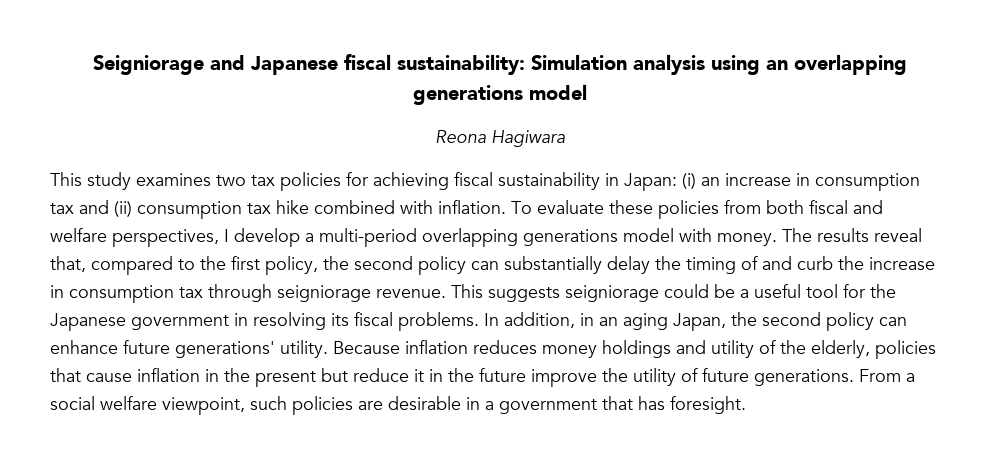 Seigniorage and Japanese fiscal sustainability: Simulation analysis using an overlapping
generations model
Reona Hagiwara
This study examines two tax policies for achieving fiscal sustainability in Japan: (i) an increase in consumption
tax and (ii) consumption tax hike combined with inflation. To evaluate these policies from both fiscal and
welfare perspectives, I develop a multi-period overlapping generations model with money. The results reveal
that, compared to the first policy, the second policy can substantially delay the timing of and curb the increase
in consumption tax through seigniorage revenue. This suggests seigniorage could be a useful tool for the
Japanese government in resolving its fiscal problems. In addition, in an aging Japan, the second policy can
enhance future generations' utility. Because inflation reduces money holdings and utility of the elderly, policies
that cause inflation in the present but reduce it in the future improve the utility of future generations. From a
social welfare viewpoint, such policies are desirable in a government that has foresight.